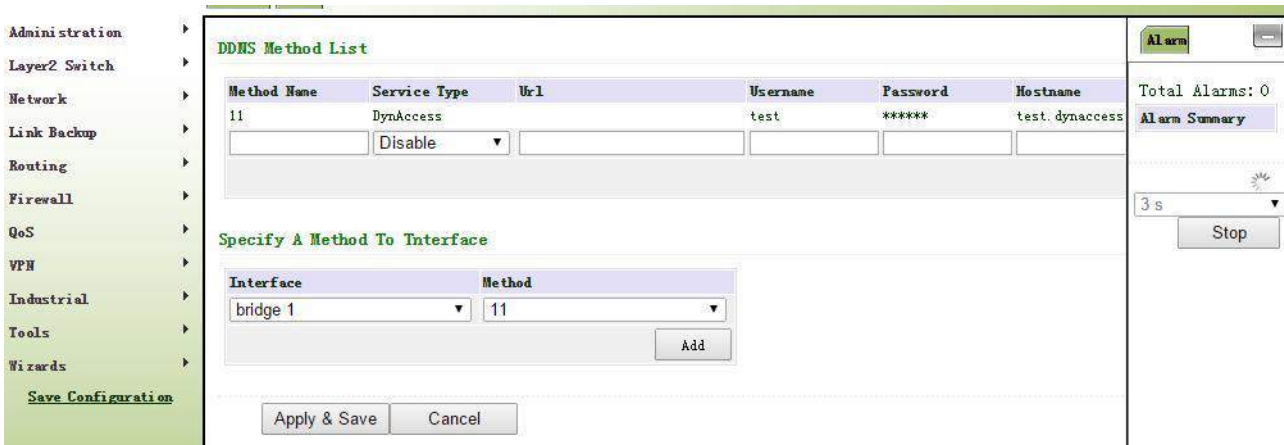 Administration
Layer2 Switch
Network
Link Backup
Routing
Firewall
QoS
VPN
Industrial
Tools
Wizards
Save Configuration
DDNS Method List
Method Name Service Type Url Username Password Hostname
11 DynAccess test ****** test.dynaccess
Disable
Specify A Method To Tnterface
Interface Method
bridge 1 11
Add
Apply & Save Cancel
Alarm
Total Alarms: 0
Alarm Summary
3 s
Stop